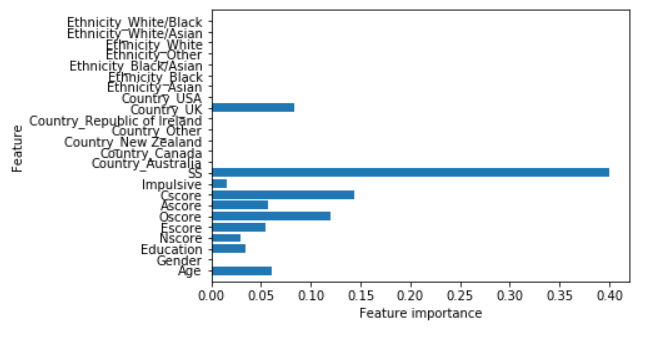 Ethnicity_White/Black
Ethnicity_White/Asian
Ethnicity_White
Ethnicity_Other
Ethnicity_Black/Asian
Ethnicity_Black
Ethnicity_Asian
Country_USA
Country_UK
Country_Republic of Ireland
Country_Other
Country_New Zealand
Country_Canada
Country_Australia
SS
Impulsive
Cscore
Ascore
Oscore
Escore
Nscore
Education
Gender
Age
Feature
0.00 0.05 0.10 0.15 0.20 0.25 0.30 0.35 0.40
Feature importance